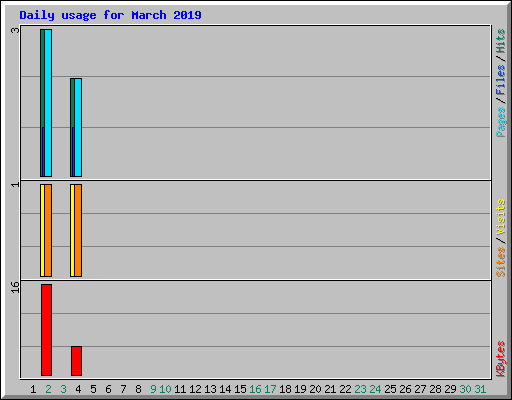 Daily usage for March 2019
3
1
16
Pages/Files/Hits
Sites/Visits
KBytes
1 2 3 4 5 6 7 8 9 10 11 12 13 14 15 16 17 18 19 20 21 22 23 24 25 26 27 28 29 30 31